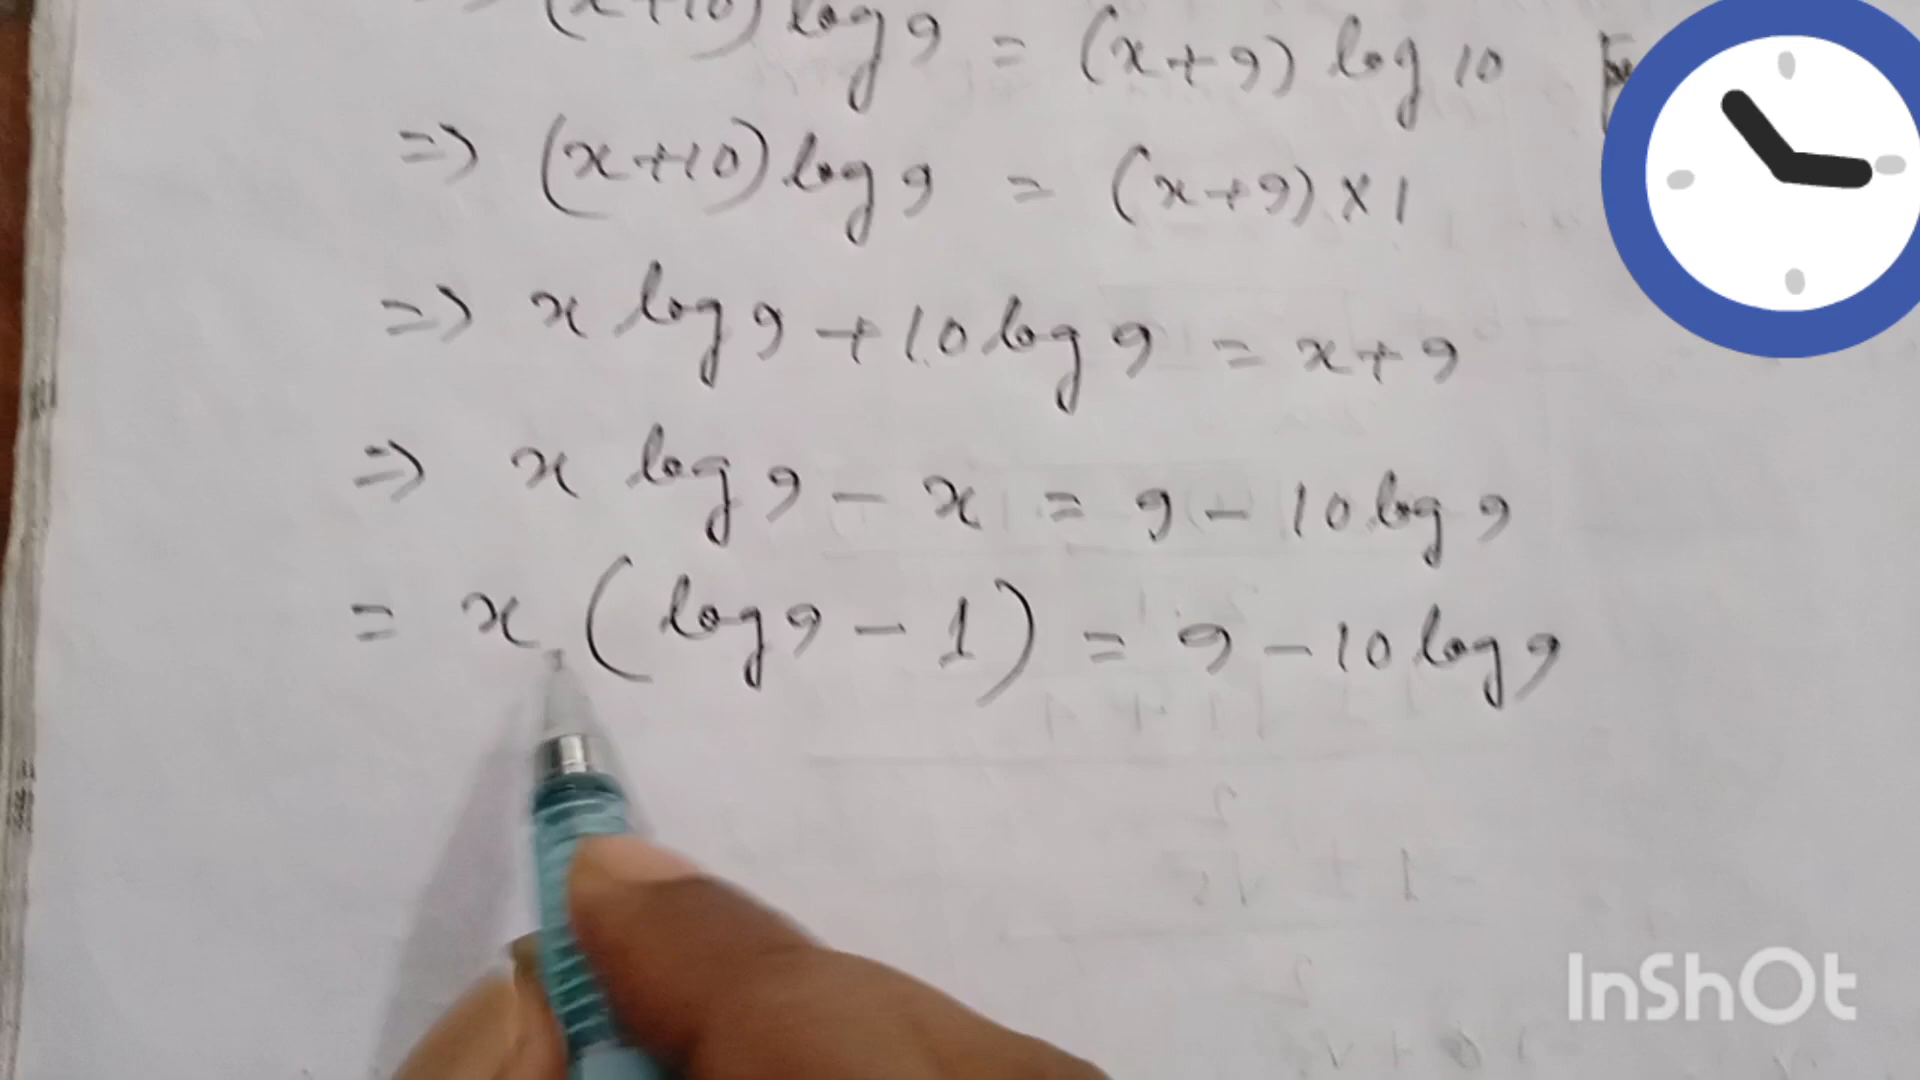 (x+10) log 9 = (x+9) log 10
=> (x+10) log 9 = (x+9) × 1
=> x log 9 + 10 log 9 = x + 9
=> x log 9 - x = 9 - 10 log 9
= x (log 9 - 1) = 9 - 10 log 9
InShOt